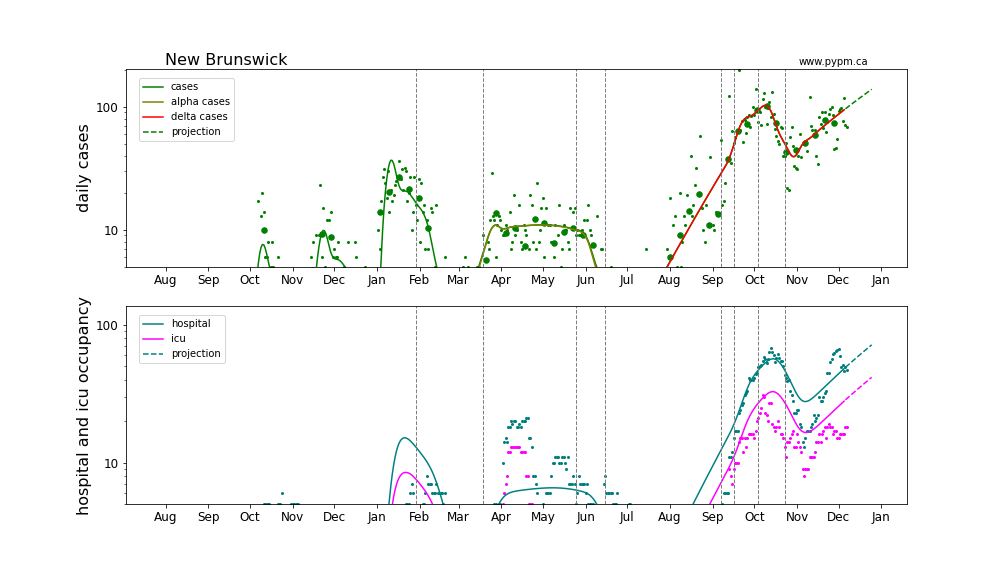 New Brunswick
www.pypm.ca
daily cases
100
10
cases
alpha cases
delta cases
projection
Aug Sep Oct Nov Dec Jan Feb Mar Apr May Jun Jul Aug Sep Oct Nov Dec Jan
hospital and icu occupancy
100
10
hospital
icu
projection
Aug Sep Oct Nov Dec Jan Feb Mar Apr May Jun Jul Aug Sep Oct Nov Dec Jan